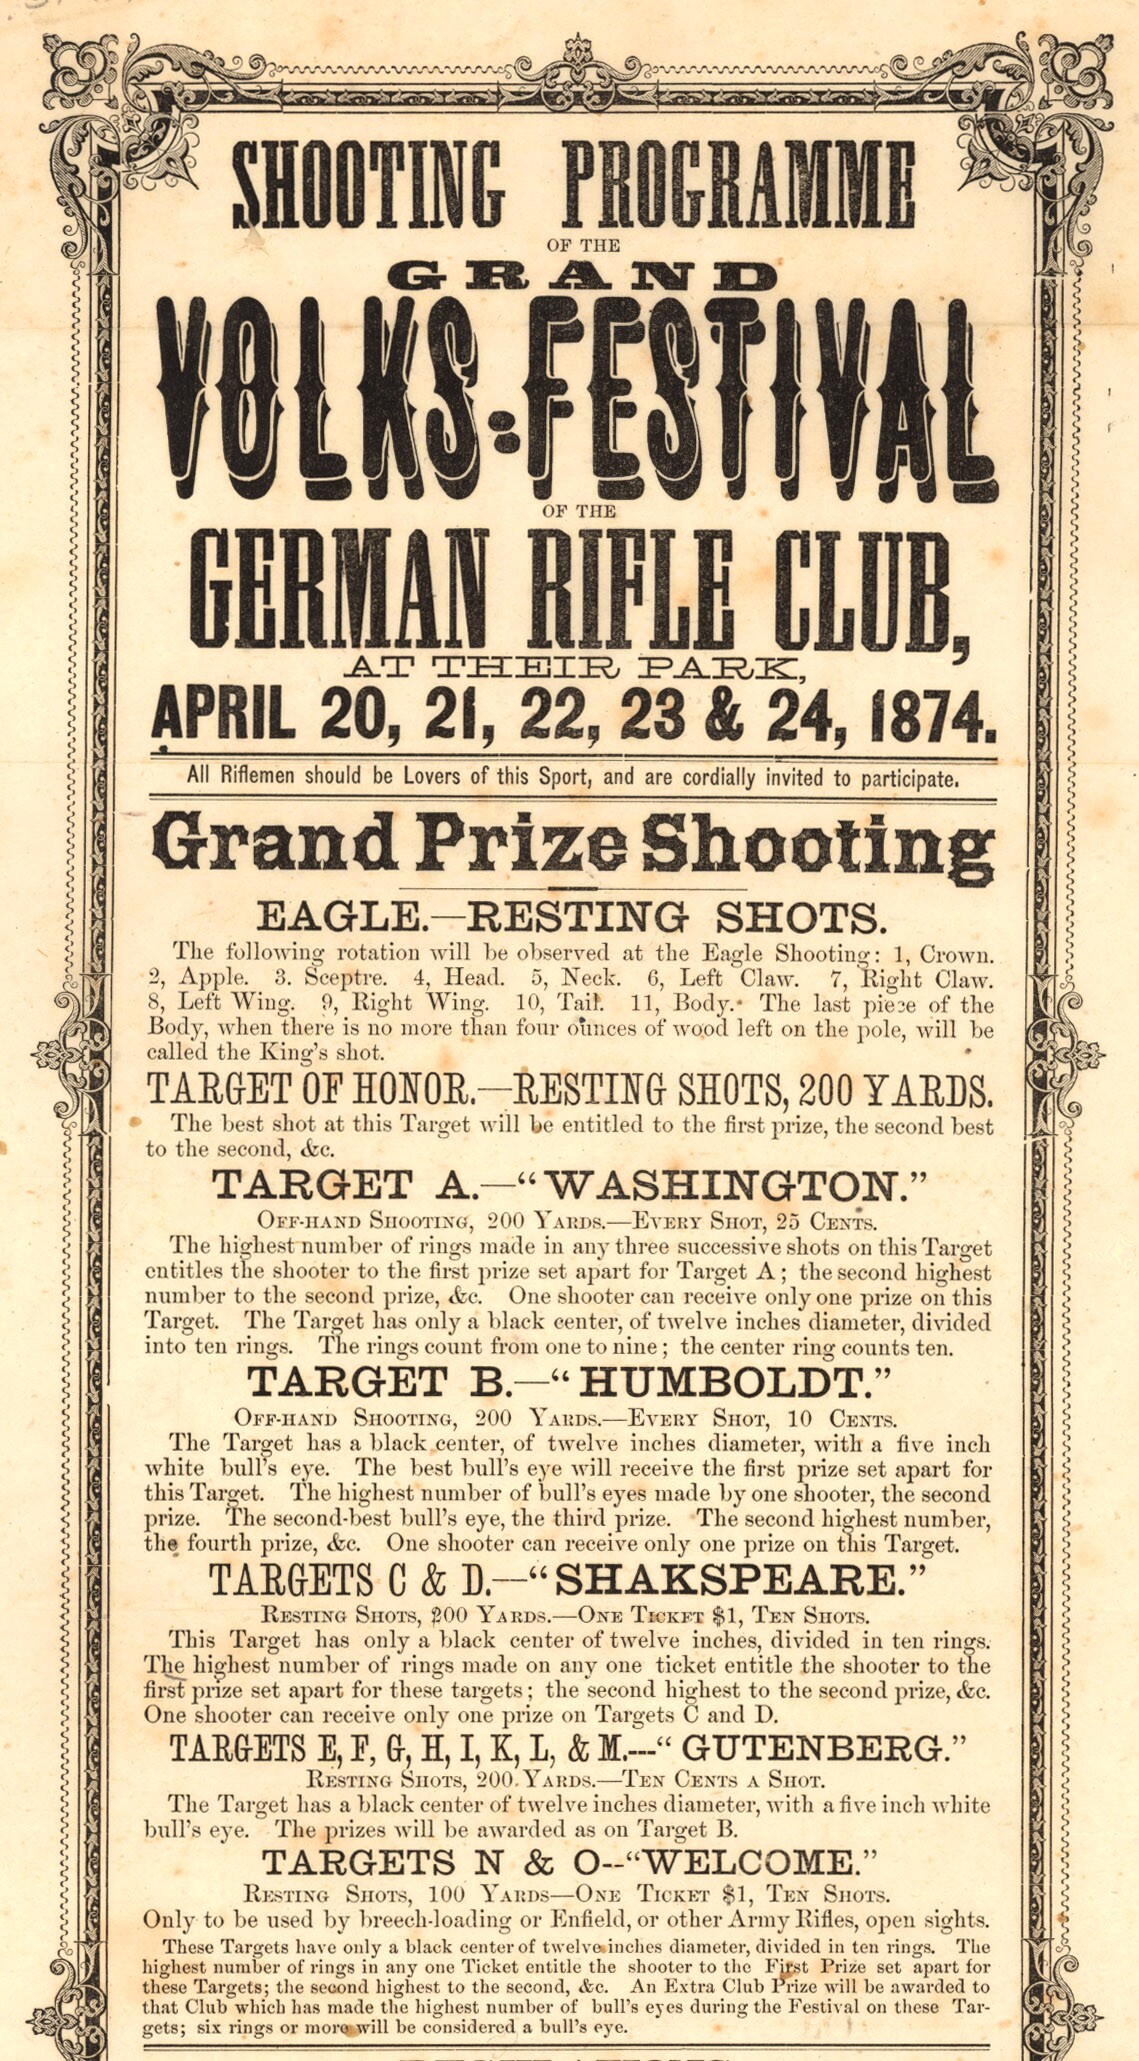 SHOOTING PROGRAMME
OF THE
GRAND
VOLKS-FESTIVAL
OF THE
GERMAN RIFLE CLUB,
AT THEIR PARK,
APRIL 20, 21, 22, 23 & 24, 1874.
All Riflemen should be Lovers of this Sport, and are cordially invited to participate.
Grand Prize Shooting
EAGLE.—RESTING SHOTS.
The following rotation will be observed at the Eagle Shooting: 1, Crown.
2, Apple. 3. Sceptre. 4, Head. 5, Neck. 6, Left Claw. 7, Right Claw.
8, Left Wing. 9, Right Wing. 10, Tail. 11, Body. The last piece of the
Body, when there is no more than four ounces of wood left on the pole, will be
called the King's shot.
TARGET OF HONOR.—RESTING SHOTS, 200 YARDS.
The best shot at this Target will be entitled to the first prize, the second best
to the second, &c.
TARGET A.—"WASHINGTON."
OFF-HAND SHOOTING, 200 YARDS.—EVERY SHOT, 25 CENTS.
The highest number of rings made in any three successive shots on this Target
entitles the shooter to the first prize set apart for Target A; the second highest
number to the second prize, &c. One shooter can receive only one prize on this
Target. The Target has only a black center, of twelve inches diameter, divided
into ten rings. The rings count from one to nine; the center ring counts ten.
TARGET B.—"HUMBOLDT."
OFF-HAND SHOOTING, 200 YARDS.—EVERY SHOT, 10 CENTS.
The Target has a black center, of twelve inches diameter, with a five inch
white bull's eye. The best bull's eye will receive the first prize set apart for
this Target. The highest number of bull's eyes made by one shooter, the second
prize. The second-best bull's eye, the third prize. The second highest number,
the fourth prize, &c. One shooter can receive only one prize on this Target.
TARGETS C & D.—"SHAKSPEARE."
RESTING SHOTS, 200 YARDS.—ONE TICKET $1, TEN SHOTS.
This Target has only a black center of twelve inches, divided in ten rings.
The highest number of rings made on any one ticket entitle the shooter to the
first prize set apart for these targets; the second highest to the second prize, &c.
One shooter can receive only one prize on Targets C and D.
TARGETS E, F, G, H, I, K, L, & M.---"GUTENBERG."
RESTING SHOTS, 200 YARDS.—TEN CENTS A SHOT.
The Target has a black center of twelve inches diameter, with a five inch white
bull's eye. The prizes will be awarded as on Target B.
TARGETS N & O--"WELCOME."
RESTING SHOTS, 100 YARDS—ONE TICKET $1, TEN SHOTS.
Only to be used by breech-loading or Enfield, or other Army Rifles, open sights.
These Targets have only a black center of twelve inches diameter, divided in ten rings. The
highest number of rings in any one Ticket entitle the shooter to the First Prize set apart for
these Targets; the second highest to the second, &c. An Extra Club Prize will be awarded to
that Club which has made the highest number of bull's eyes during the Festival on these Tar-
gets; six rings or more will be considered a bull's eye.